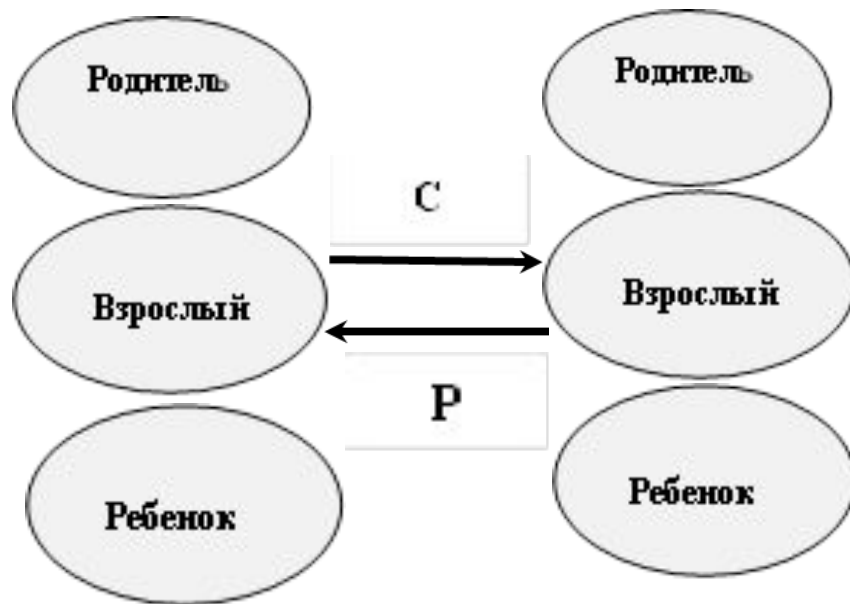 Родитель
Родитель
С
Взрослый
Взрослый
Р
Ребенок
Ребенок